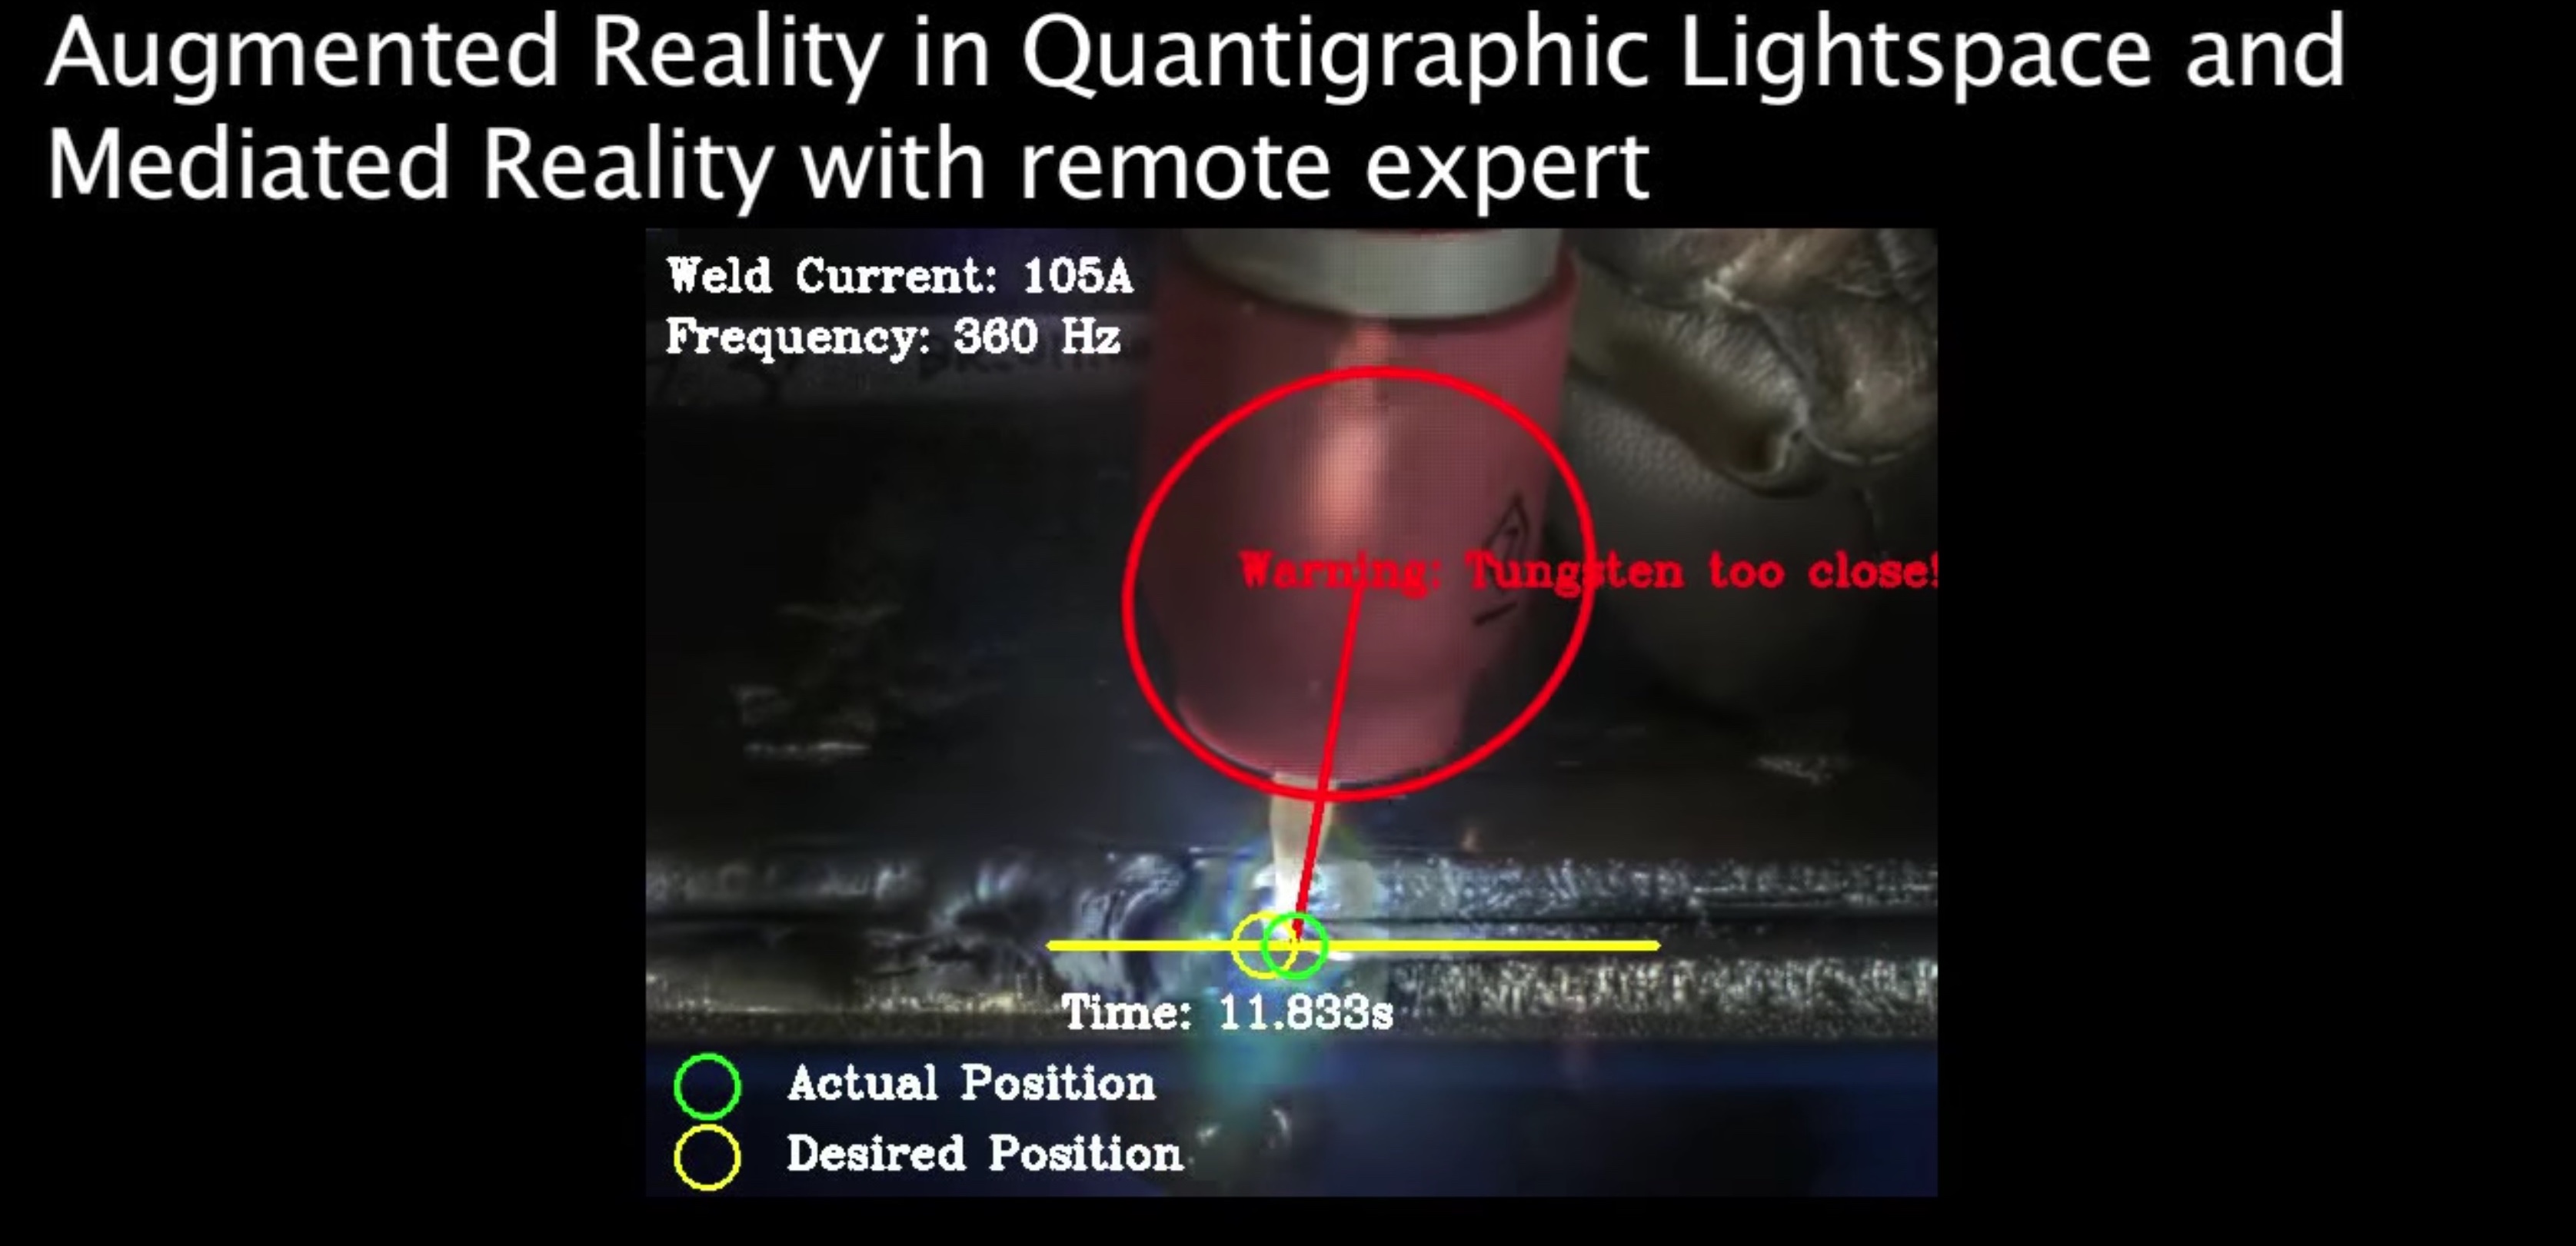 Augmented Reality in Quantigraphic Lightspace and
Mediated Reality with remote expert
Weld Current: 105A
Frequency: 360 Hz
Warning: Tungsten too close!
Time: 11.833s
Actual Position
Desired Position